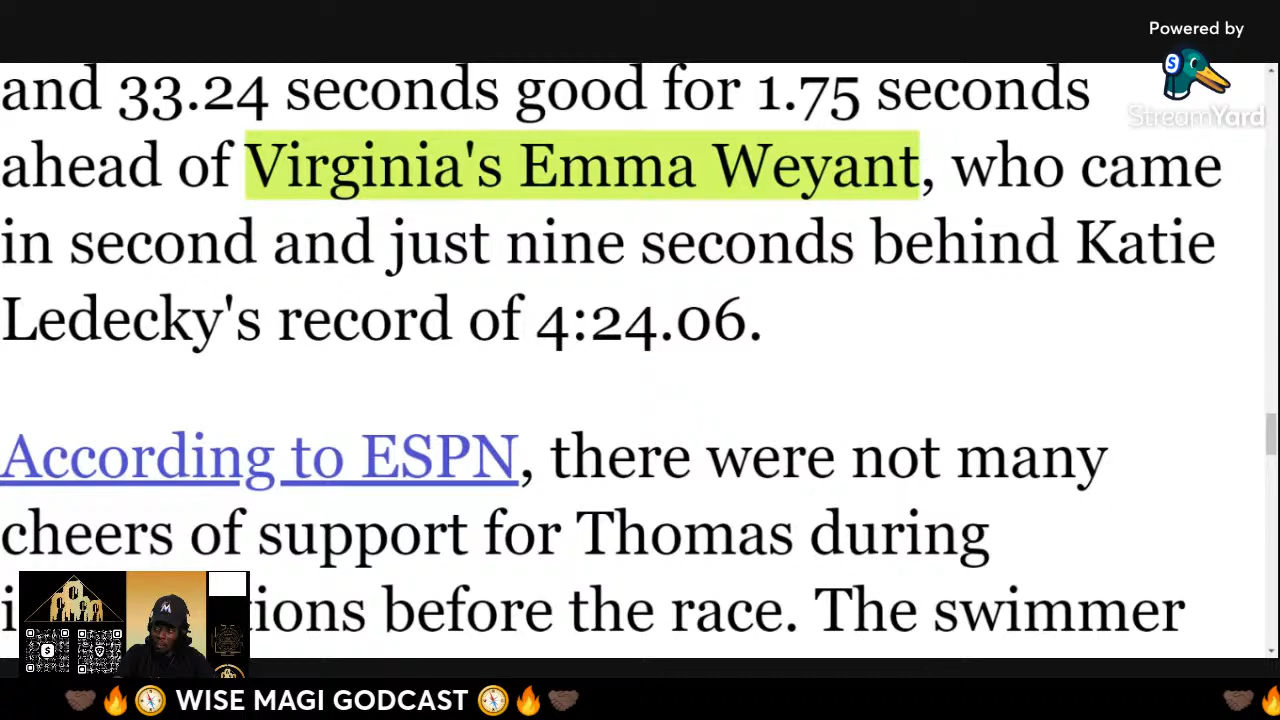 Powered by
StreamYard
and 33.24 seconds good for 1.75 seconds
ahead of Virginia's Emma Weyant, who came
in second and just nine seconds behind Katie
Ledecky's record of 4:24.06.
According to ESPN, there were not many
cheers of support for Thomas during
tions before the race. The swimmer
WISE MAGI GODCAST